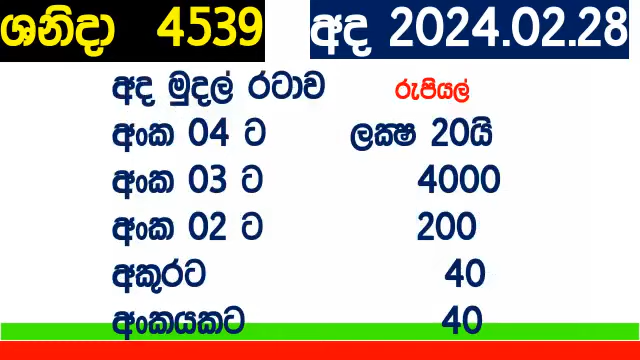 ශනිදා 4539 අද 2024.02.28
අද මුදල් රටාව රුපියල්
අංක 04 ට ලක්ෂ 20යි
අංක 03 ට 4000
අංක 02 ට 200
අකුරට 40
අංකයකට 40